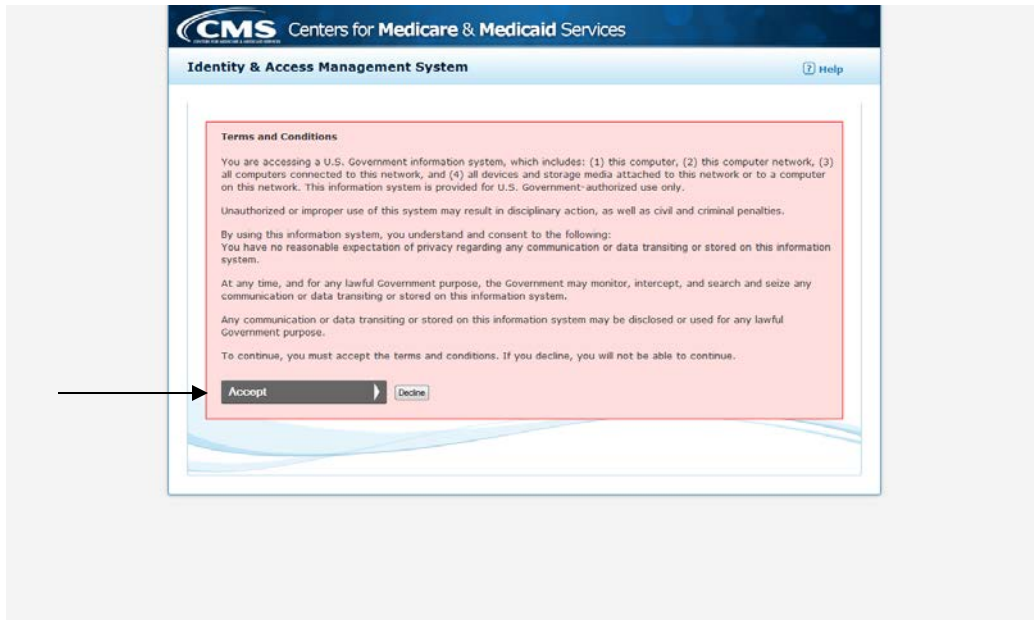 CMS Centers for Medicare & Medicaid Services
CENTERS FOR MEDICARE & MEDICAID SERVICES
Identity & Access Management System
? Help
Terms and Conditions
You are accessing a U.S. Government information system, which includes: (1) this computer, (2) this computer network, (3)
all computers connected to this network, and (4) all devices and storage media attached to this network or to a computer
on this network. This information system is provided for U.S. Government-authorized use only.
Unauthorized or improper use of this system may result in disciplinary action, as well as civil and criminal penalties.
By using this information system, you understand and consent to the following:
You have no reasonable expectation of privacy regarding any communication or data transiting or stored on this information
system.
At any time, and for any lawful Government purpose, the Government may monitor, intercept, and search and seize any
communication or data transiting or stored on this information system.
Any communication or data transiting or stored on this information system may be disclosed or used for any lawful
Government purpose.
To continue, you must accept the terms and conditions. If you decline, you will not be able to continue.
Accept
Decline